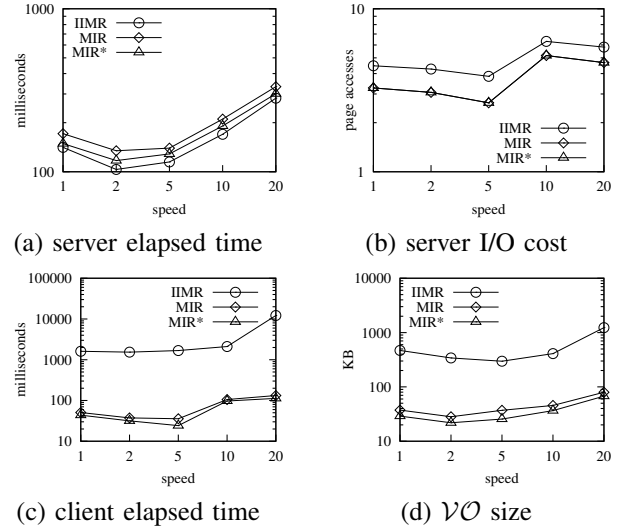 1000
100
milliseconds
IIMR
MIR
MIR*
1 2 5 10 20
speed
(a) server elapsed time
10
1
page accesses
IIMR
MIR
MIR*
1 2 5 10 20
speed
(b) server I/O cost
100000
10000
1000
100
10
milliseconds
IIMR
MIR
MIR*
1 2 5 10 20
speed
(c) client elapsed time
10000
1000
100
10
KB
IIMR
MIR
MIR*
1 2 5 10 20
speed
(d) 𝒱𝒪 size